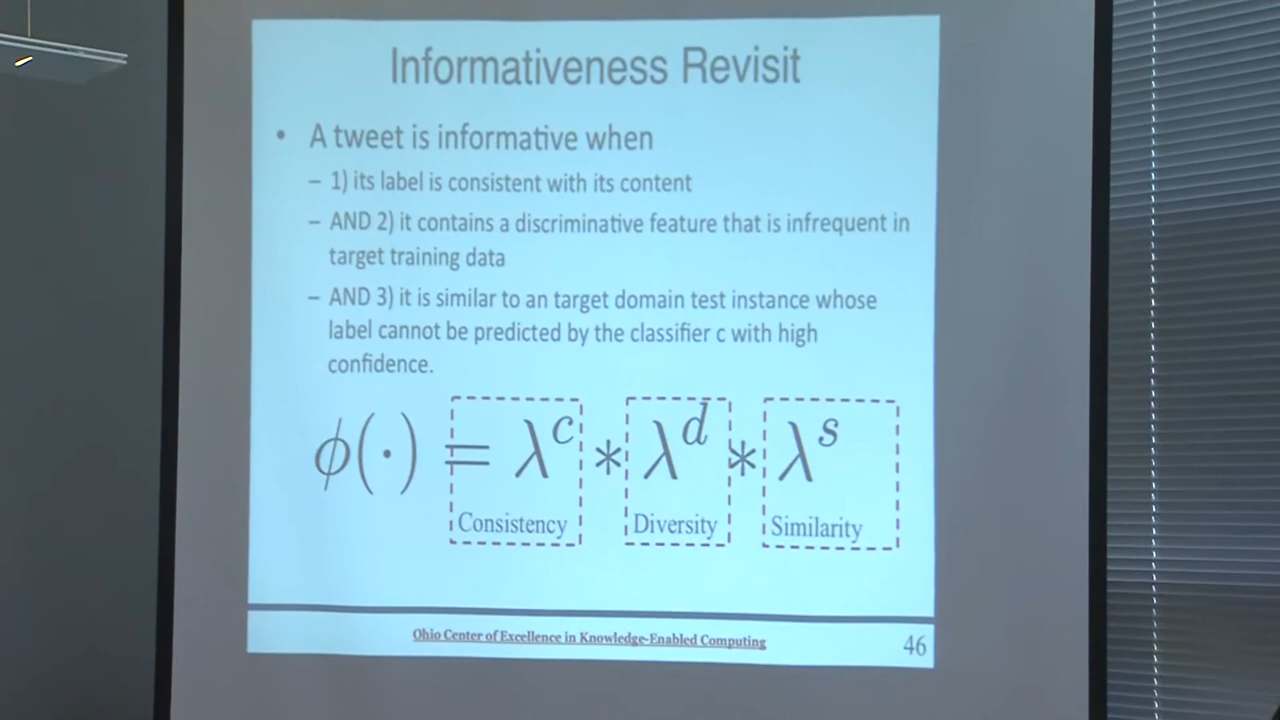 Informativeness Revisit
• A tweet is informative when
– 1) its label is consistent with its content
– AND 2) it contains a discriminative feature that is infrequent in
target training data
– AND 3) it is similar to an target domain test instance whose
label cannot be predicted by the classifier c with high
confidence.
ϕ(·) = λ^c * λ^d * λ^s
Consistency Diversity Similarity
Ohio Center of Excellence in Knowledge-Enabled Computing
46